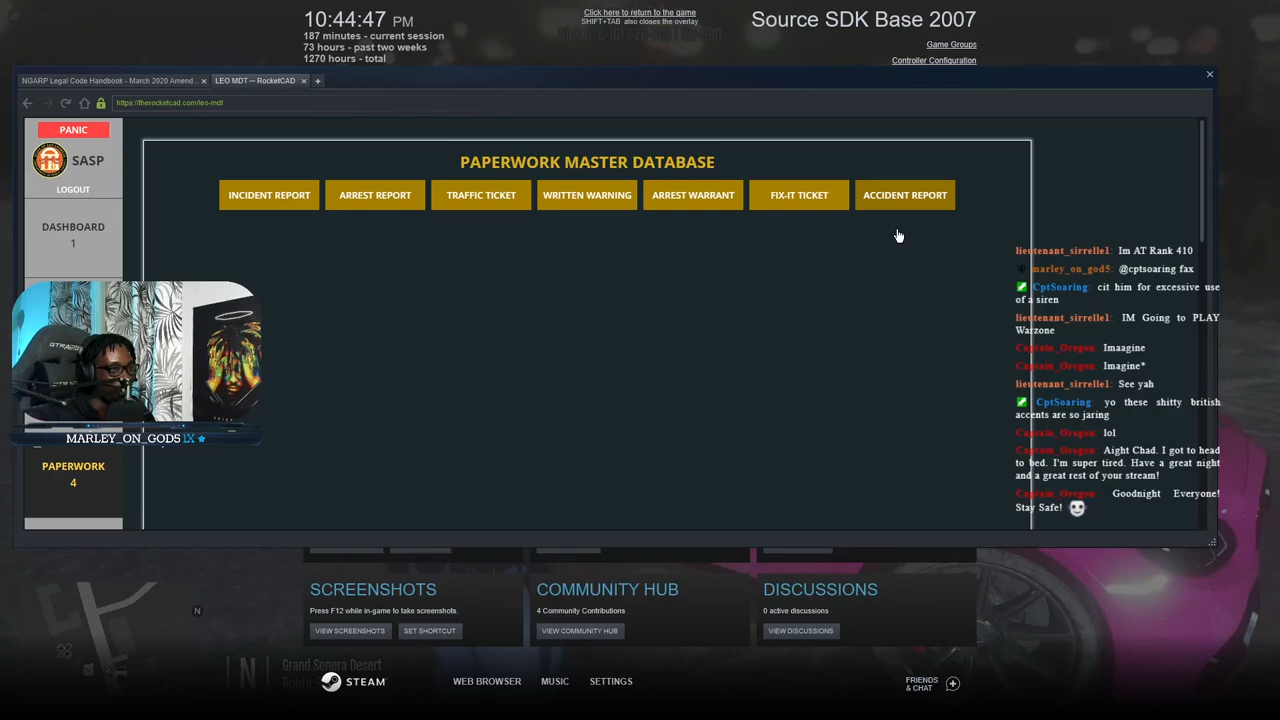 10:44:47 PM
187 minutes - current session
73 hours - past two weeks
1270 hours - total
Click here to return to the game
SHIFT+TAB also closes the overlay
Source SDK Base 2007
Game Groups
Controller Configuration
NGARP Legal Code Handbook - March 2020 Amend...
LEO MDT — RocketCAD
https://therocketcad.com/leo-mdt
PANIC
SASP
LOGOUT
DASHBOARD
1
PAPERWORK
4
PAPERWORK MASTER DATABASE
INCIDENT REPORT
ARREST REPORT
TRAFFIC TICKET
WRITTEN WARNING
ARREST WARRANT
FIX-IT TICKET
ACCIDENT REPORT
MARLEY_ON_GOD5 IX
lieutenant_sirrelle1: Im AT Rank 410
marley_on_god5: @cptsoaring fax
CptSoaring: cit him for excessive use
of a siren
lieutenant_sirrelle1: IM Going to PLAY
Warzone
Captain_Oregon: Imaagine
Captain_Oregon: Imagine*
lieutenant_sirrelle1: See yah
CptSoaring: yo these shitty british
accents are so jaring
Captain_Oregon: lol
Captain_Oregon: Aight Chad. I got to head
to bed. I'm super tired. Have a great night
and a great rest of your stream!
Captain_Oregon: Goodnight Everyone!
Stay Safe!
SCREENSHOTS
Press F12 while in-game to take screenshots.
VIEW SCREENSHOTS
SET SHORTCUT
COMMUNITY HUB
4 Community Contributions
VIEW COMMUNITY HUB
DISCUSSIONS
0 active discussions
VIEW DISCUSSIONS
N
N
Grand Senora Desert
STEAM
WEB BROWSER
MUSIC
SETTINGS
FRIENDS
& CHAT